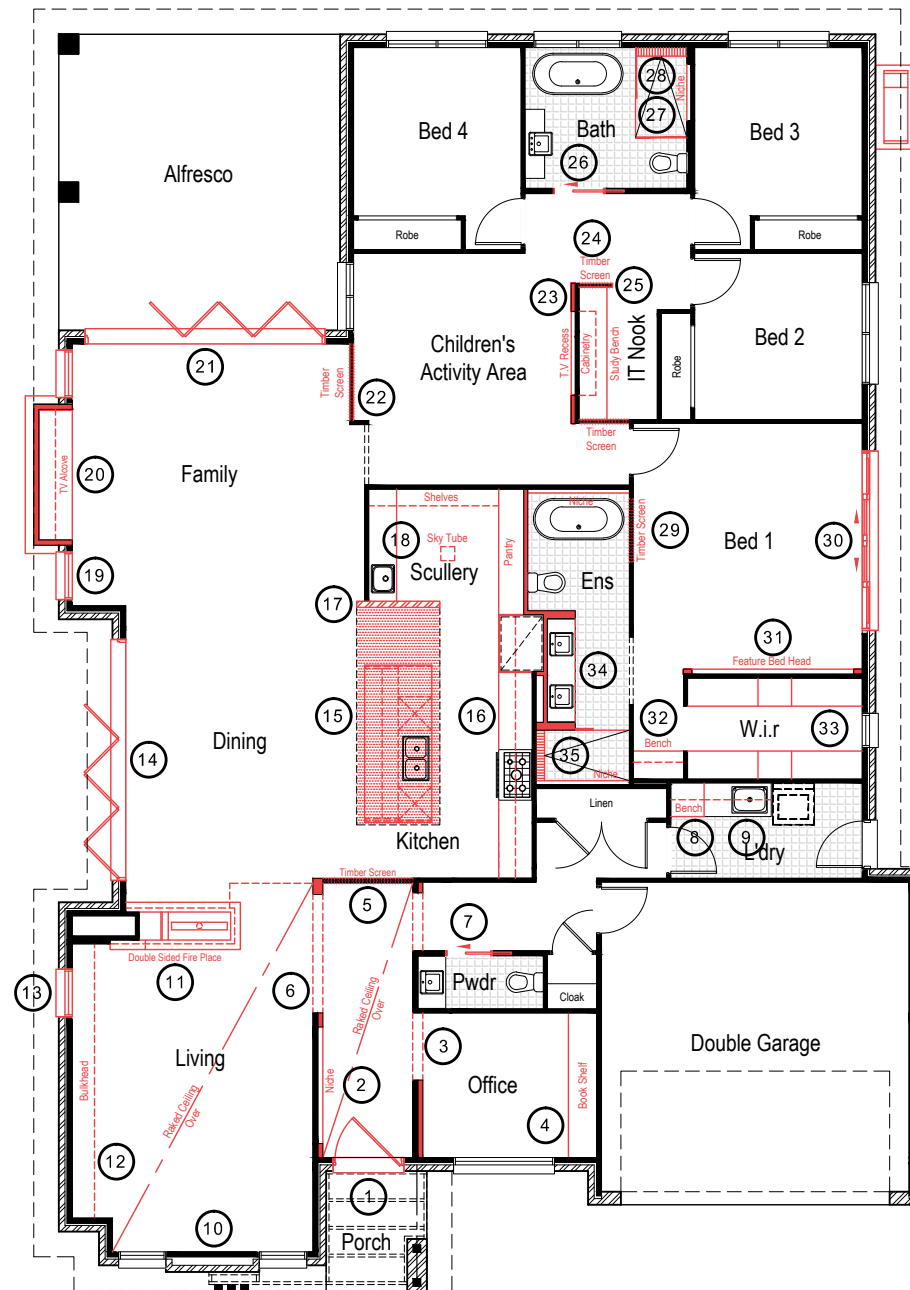 28
Niche
27
Bed 4
Bath
Bed 3
26
Alfresco
Robe
24
Robe
Timber
Screen
23
25
Children's
Activity Area
T.V Recess
Cabinetry
Study Bench
IT Nook
Robe
Bed 2
21
Timber
Screen
22
Timber
Screen
20
TV Alcove
Family
Shelves
Niche
29
Timber Screen
Bed 1
30
18
Sky Tube
Scullery
Pantry
Ens
19
17
31
Feature Bed Head
34
15
16
32
W.i.r
33
14
Dining
Bench
35
Niche
Linen
Bench
8
9
L'dry
Kitchen
Timber Screen
5
7
Double Sided Fire Place
11
13
6
Pwdr
Cloak
Raked Ceiling
Over
3
Double Garage
Living
2
Niche
Office
Book Shelf
Bulkhead
Raked Ceiling
Over
4
12
1
10
Porch